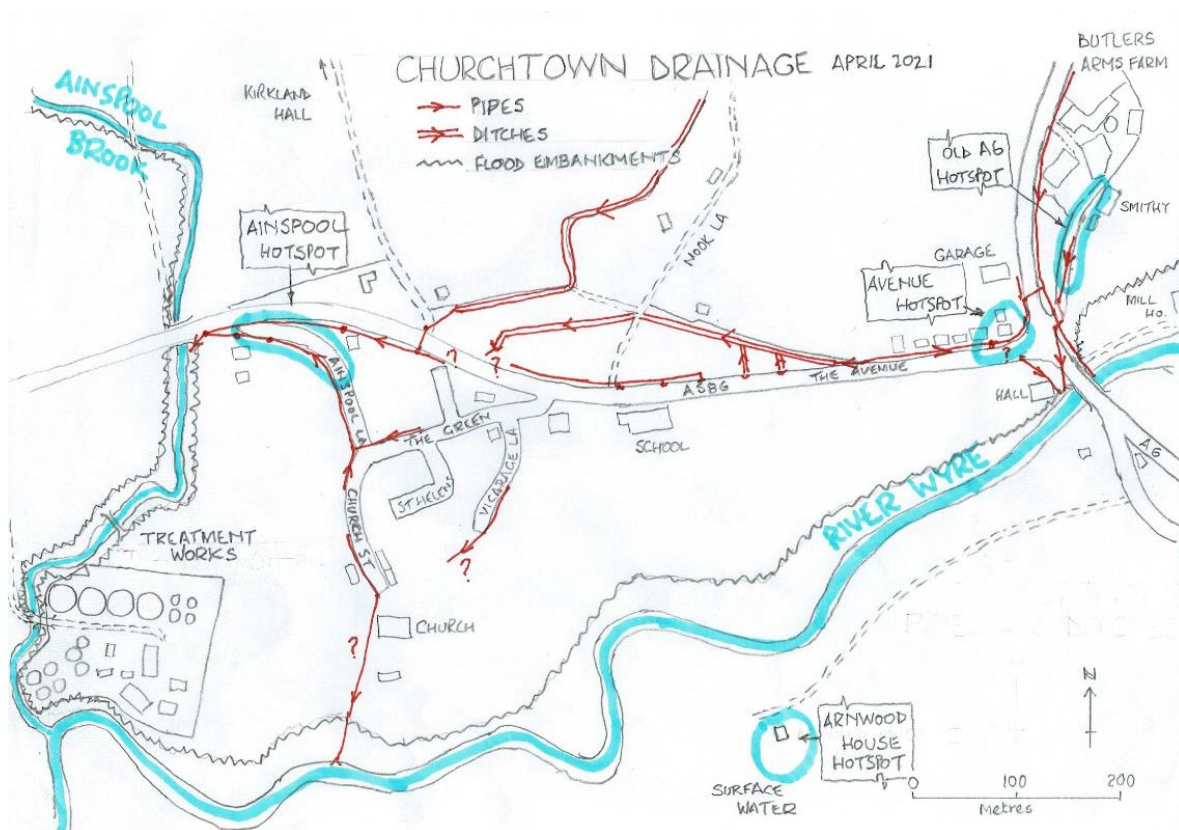 CHURCHTOWN DRAINAGE APRIL 2021
PIPES
DITCHES
FLOOD EMBANKMENTS
AINSPOOL
BROOK
KIRKLAND
HALL
BUTLERS
ARMS FARM
OLD A6
HOTSPOT
SMITHY
AINSPOOL
HOTSPOT
NOOK LA
GARAGE
AVENUE
HOTSPOT
MILL
HO.
?
?
?
AINSPOOL LA
THE GREEN
A586
THE AVENUE
HALL
SCHOOL
A6
ST HELENS
VICARAGE LA
CHURCH ST
RIVER WYRE
TREATMENT
WORKS
?
CHURCH
?
N
ARNWOOD
HOUSE
HOTSPOT
SURFACE
WATER
0 100 200
Metres